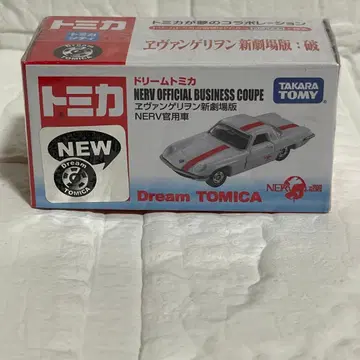 トミカが夢のコラボレーション
ヱヴァンゲリヲン新劇場版：破
トミカ
ドリームトミカ
NERV OFFICIAL BUSINESS COUPE
ヱヴァンゲリヲン新劇場版
NERV官用車
TAKARA TOMY
トミカ
NEW
Dream
TOMICA
Dream TOMICA
NERV